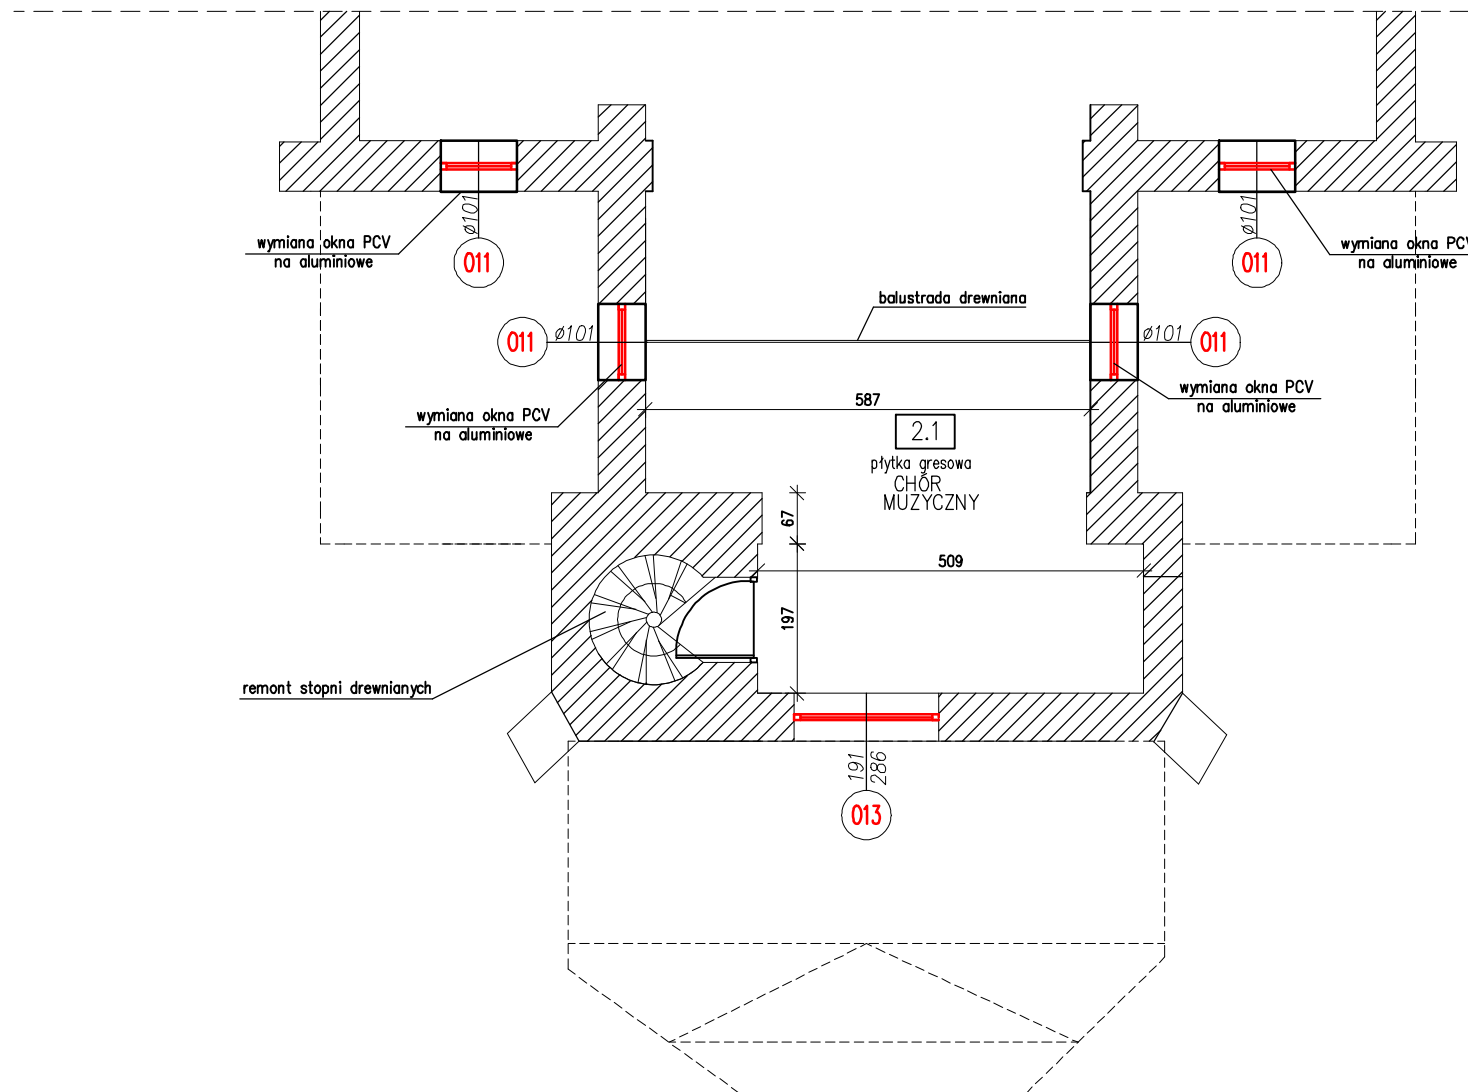 ø101
ø101
wymiana okna PCV
na aluminiowe
011
011
wymiana okna PCV
na aluminiowe
balustrada drewniana
011
ø101
ø101
011
587
wymiana okna PCV
na aluminiowe
wymiana okna PCV
na aluminiowe
2.1
płytka gresowa
CHÓR
MUZYCZNY
67
509
197
remont stopni drewnianych
191
286
013